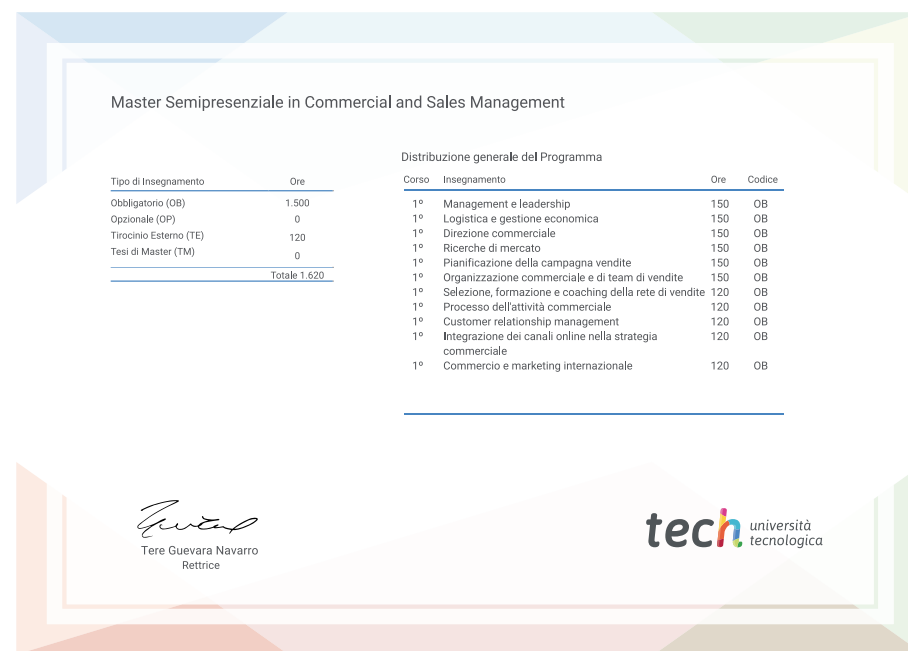 Master Semipresenziale in Commercial and Sales Management
Tipo di Insegnamento Ore
Obbligatorio (OB) 1.500
Opzionale (OP) 0
Tirocinio Esterno (TE) 120
Tesi di Master (TM) 0
Totale 1.620
Distribuzione generale del Programma
Corso Insegnamento Ore Codice
1º Management e leadership 150 OB
1º Logistica e gestione economica 150 OB
1º Direzione commerciale 150 OB
1º Ricerche di mercato 150 OB
1º Pianificazione della campagna vendite 150 OB
1º Organizzazione commerciale e di team di vendite 150 OB
1º Selezione, formazione e coaching della rete di vendite 120 OB
1º Processo dell'attività commerciale 120 OB
1º Customer relationship management 120 OB
1º Integrazione dei canali online nella strategia 120 OB
commerciale
1º Commercio e marketing internazionale 120 OB
Tere Guevara Navarro
Rettrice
tech università
tecnologica